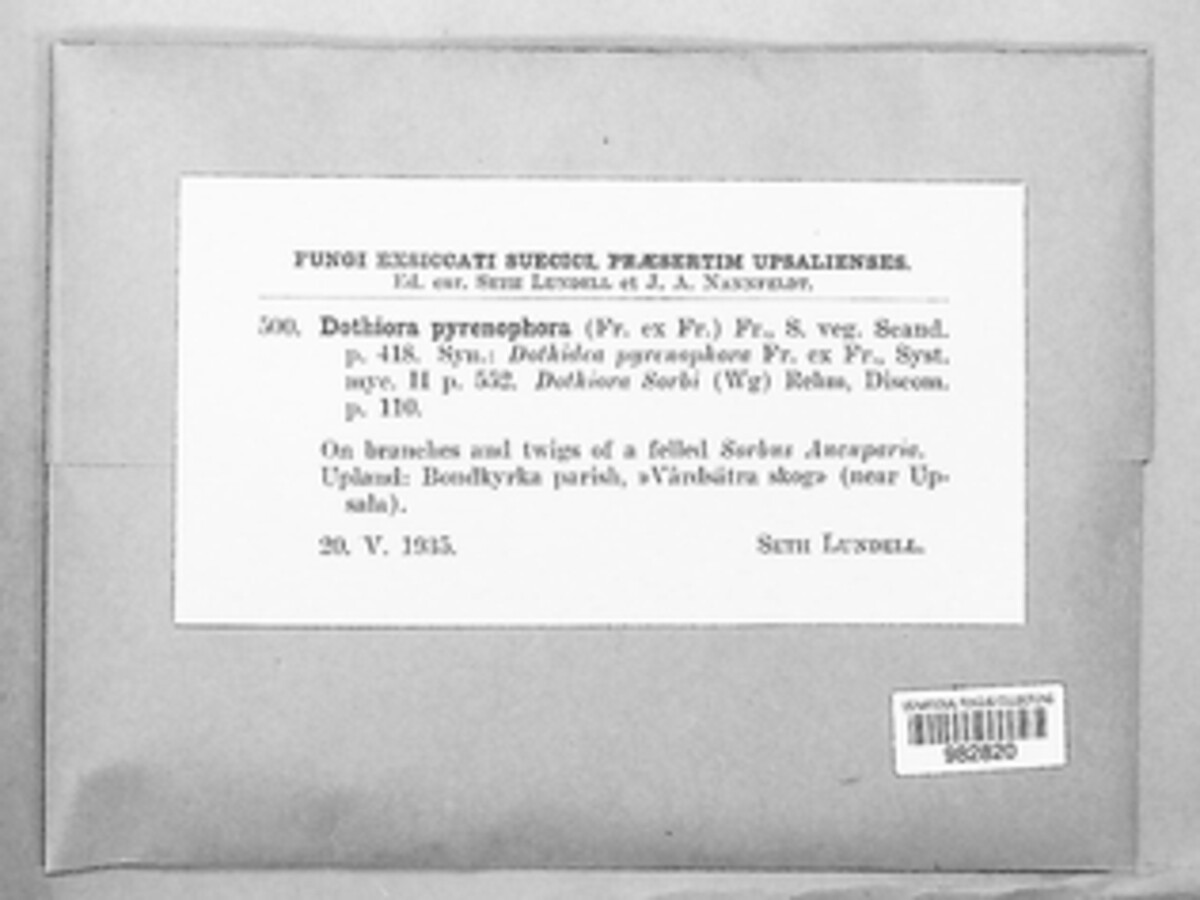 FUNGI EXSICCATI SUECICI, PRÆSERTIM UPSALIENSES.
Ed. cur. SETH LUNDELL et J. A. NANNFELDT.
500. Dothiora pyrenophora (Fr. ex Fr.) Fr., S. veg. Scand.
p. 418. Syn.: Dothidea pyrenophora Fr. ex Fr., Syst.
myc. II p. 552. Dothiora Sorbi (Wg) Rehm, Discom.
p. 110.
On branches and twigs of a felled Sorbus Aucuparia.
Upland: Bondkyrka parish, »Vårdsätra skog» (near Up-
sala).
20. V. 1935. SETH LUNDELL.
982820